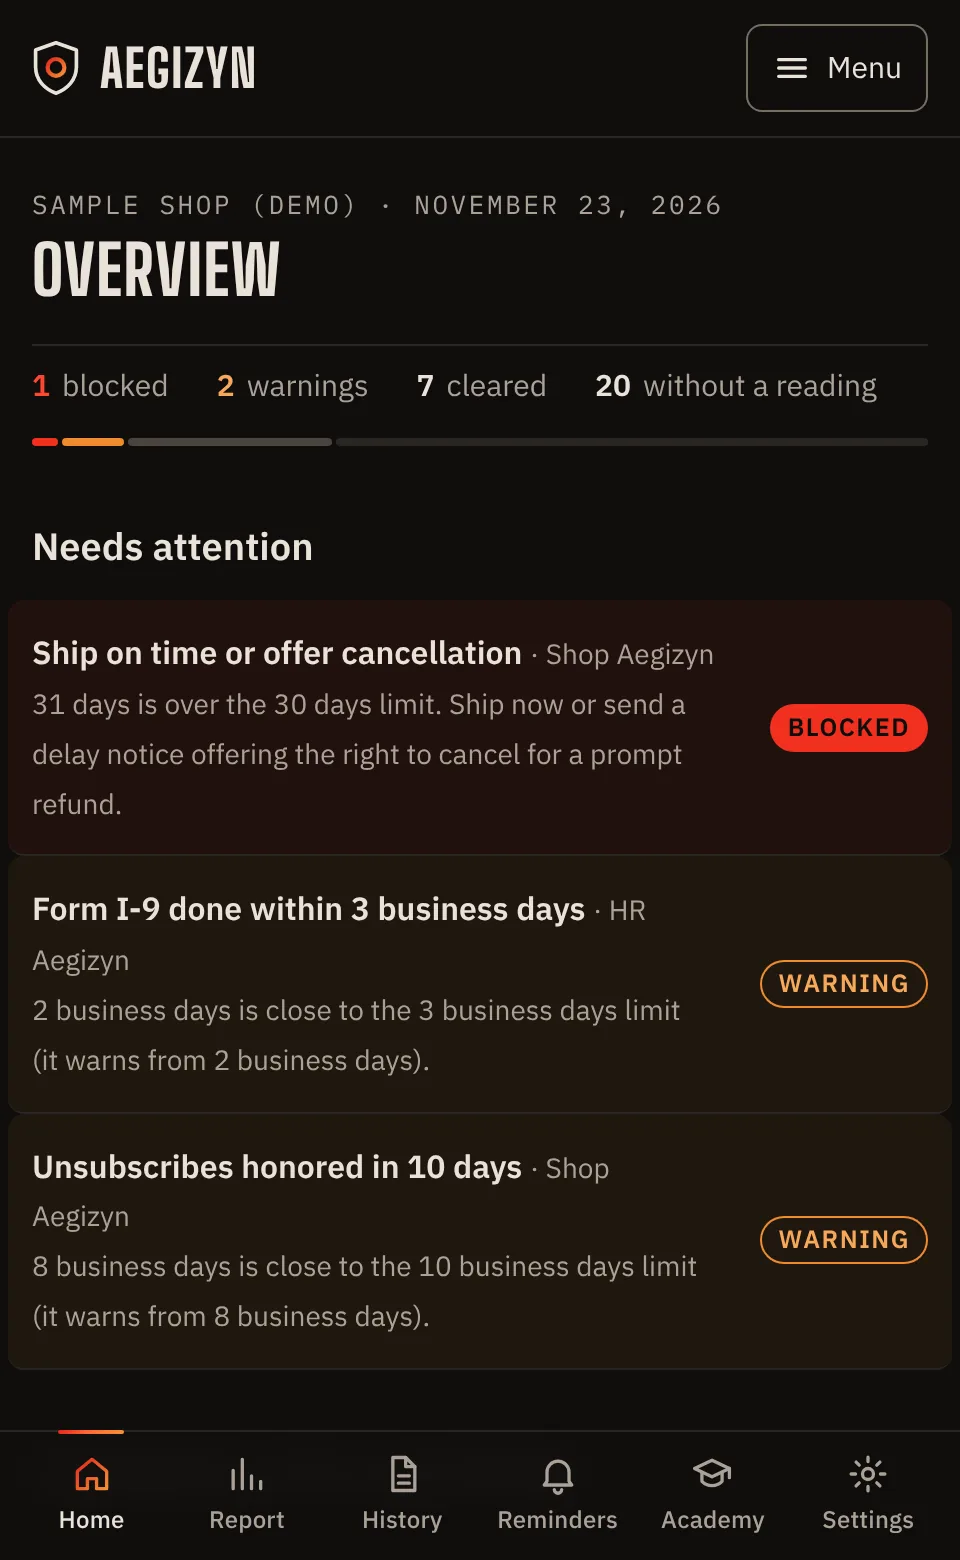 AEGIZYN
Menu
SAMPLE SHOP (DEMO) · NOVEMBER 23, 2026
OVERVIEW
1 blocked 2 warnings 7 cleared 20 without a reading
Needs attention
Ship on time or offer cancellation · Shop Aegizyn
31 days is over the 30 days limit. Ship now or send a
delay notice offering the right to cancel for a prompt
refund.
BLOCKED
Form I-9 done within 3 business days · HR
Aegizyn
2 business days is close to the 3 business days limit
(it warns from 2 business days).
WARNING
Unsubscribes honored in 10 days · Shop
Aegizyn
8 business days is close to the 10 business days limit
(it warns from 8 business days).
WARNING
Home Report History Reminders Academy Settings